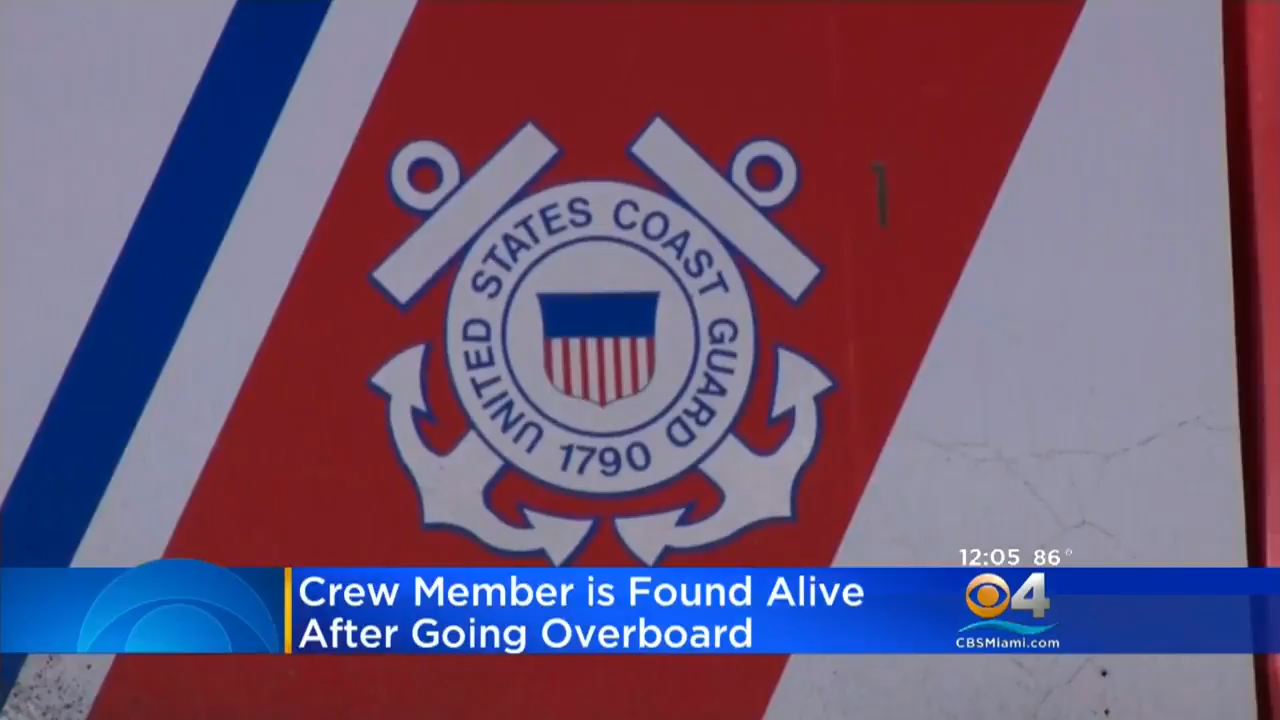 UNITED STATES COAST GUARD
1790
1
12:05 86°
Crew Member is Found Alive
After Going Overboard
4
CBSMiami.com